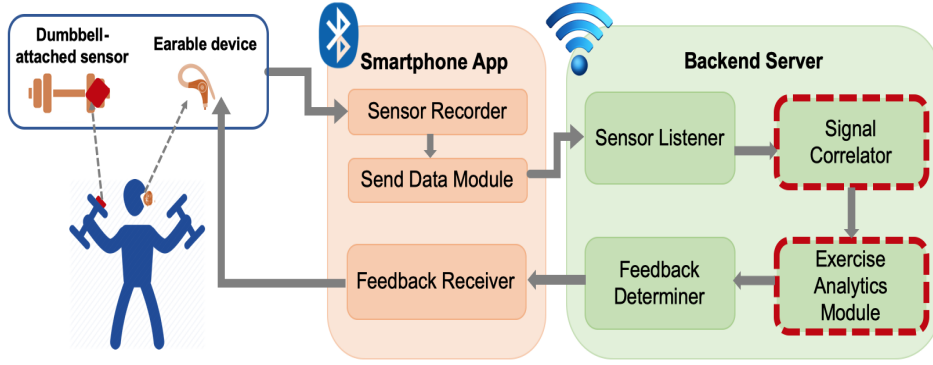 Dumbbell-
attached sensor
Earable device
Smartphone App
Sensor Recorder
Send Data Module
Feedback Receiver
Backend Server
Sensor Listener
Signal
Correlator
Feedback
Determiner
Exercise
Analytics
Module